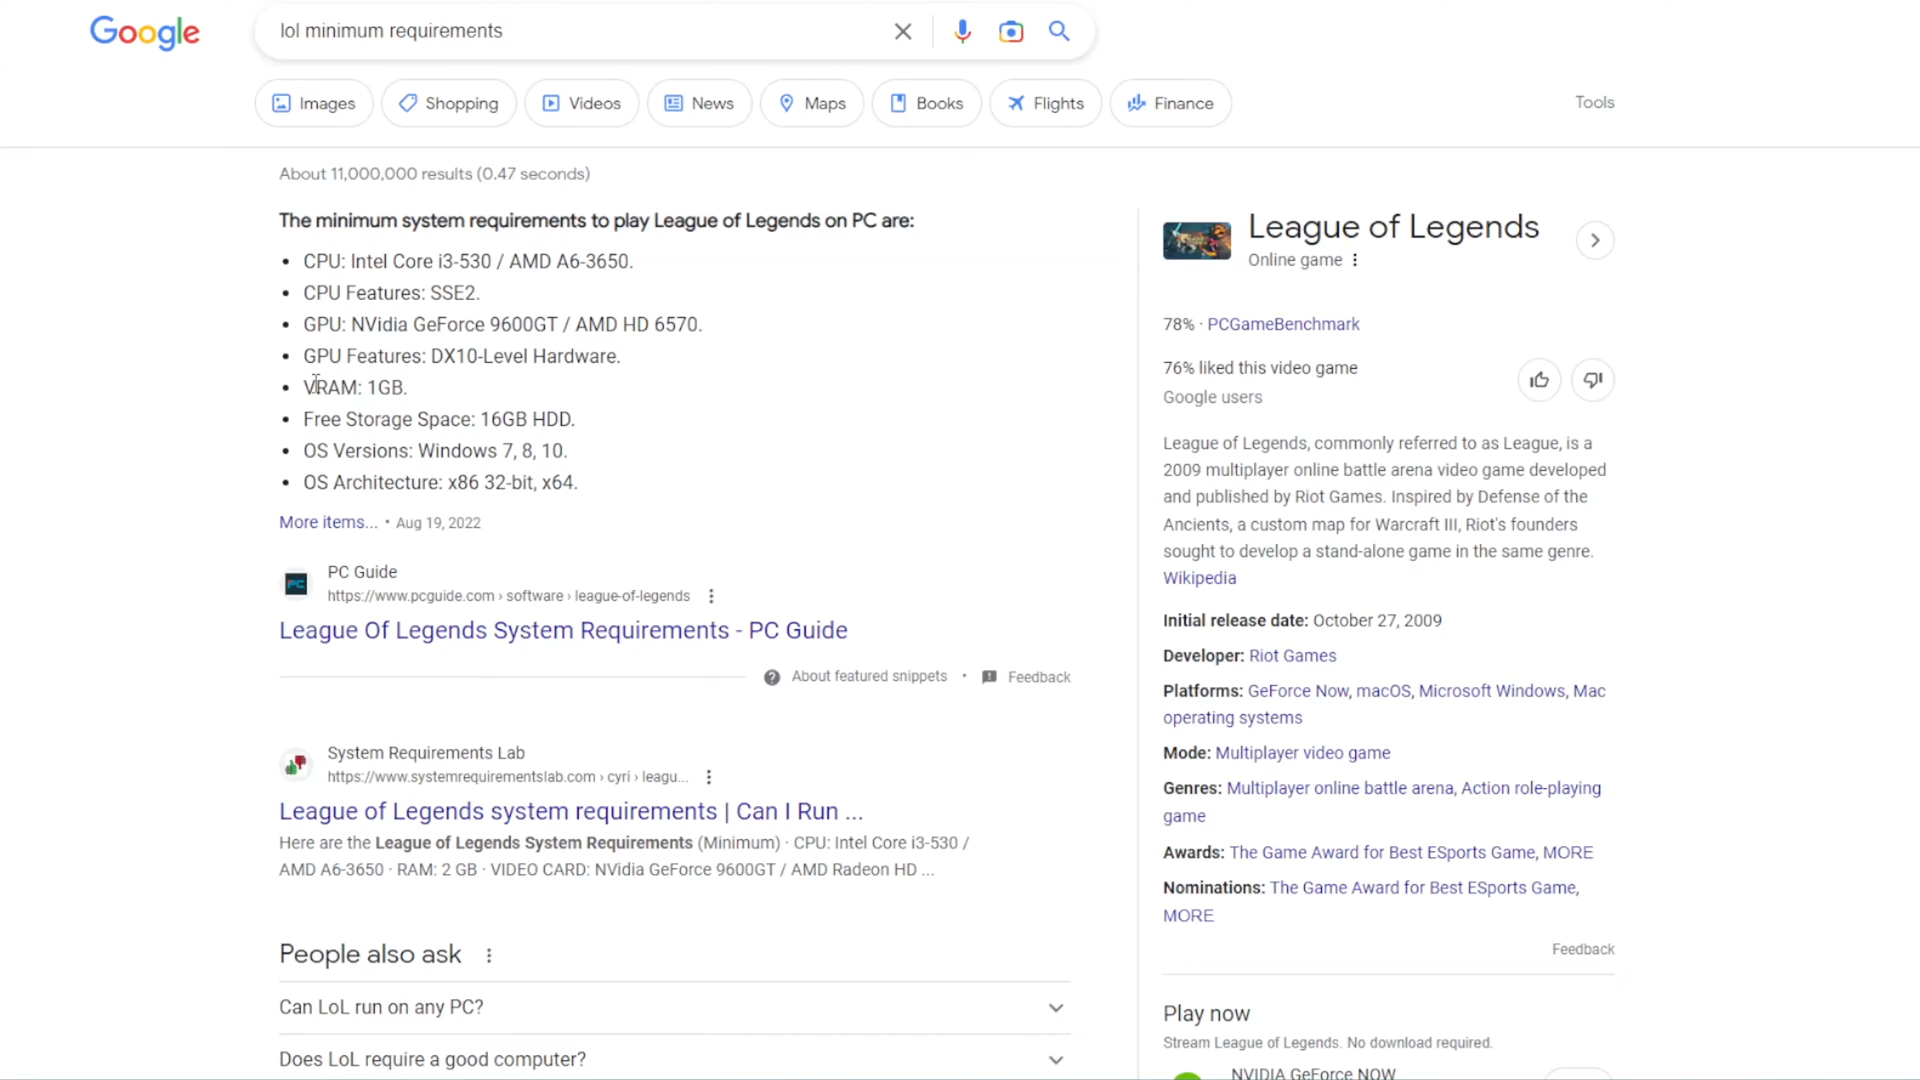 Google
lol minimum requirements
Images
Shopping
Videos
News
Maps
Books
Flights
Finance
Tools
About 11,000,000 results (0.47 seconds)
The minimum system requirements to play League of Legends on PC are:
• CPU: Intel Core i3-530 / AMD A6-3650.
• CPU Features: SSE2.
• GPU: NVidia GeForce 9600GT / AMD HD 6570.
• GPU Features: DX10-Level Hardware.
• VRAM: 1GB.
• Free Storage Space: 16GB HDD.
• OS Versions: Windows 7, 8, 10.
• OS Architecture: x86 32-bit, x64.
More items... • Aug 19, 2022
PC
PC Guide
https://www.pcguide.com › software › league-of-legends
League Of Legends System Requirements - PC Guide
About featured snippets • Feedback
System Requirements Lab
https://www.systemrequirementslab.com › cyri › leagu...
League of Legends system requirements | Can I Run ...
Here are the League of Legends System Requirements (Minimum) · CPU: Intel Core i3-530 /
AMD A6-3650 · RAM: 2 GB · VIDEO CARD: NVidia GeForce 9600GT / AMD Radeon HD ...
People also ask
Can LoL run on any PC?
Does LoL require a good computer?
League of Legends
Online game
78% · PCGameBenchmark
76% liked this video game
Google users
League of Legends, commonly referred to as League, is a
2009 multiplayer online battle arena video game developed
and published by Riot Games. Inspired by Defense of the
Ancients, a custom map for Warcraft III, Riot's founders
sought to develop a stand-alone game in the same genre.
Wikipedia
Initial release date: October 27, 2009
Developer: Riot Games
Platforms: GeForce Now, macOS, Microsoft Windows, Mac
operating systems
Mode: Multiplayer video game
Genres: Multiplayer online battle arena, Action role-playing
game
Awards: The Game Award for Best ESports Game, MORE
Nominations: The Game Award for Best ESports Game,
MORE
Feedback
Play now
Stream League of Legends. No download required.
NVIDIA GeForce NOW